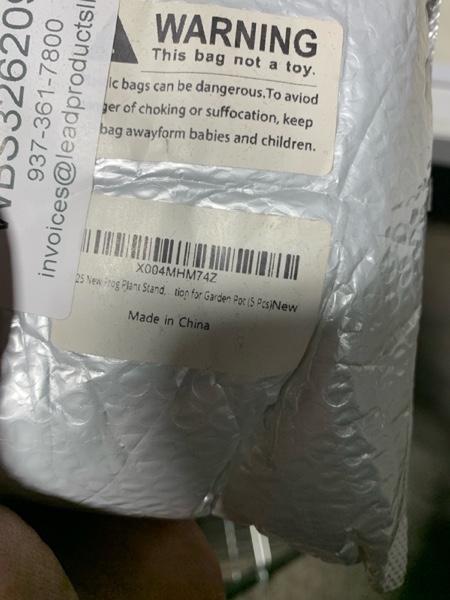 WARNING
This bag not a toy.
ic bags can be dangerous.To aviod
ger of choking or suffocation, keep
bag awayform babies and children.
937-361-7800
invoices@leadproductsl
X004MHM74Z
25 New Frog Plant Stand, ... tion for Garden Pot (5 Pcs)New
Made in China